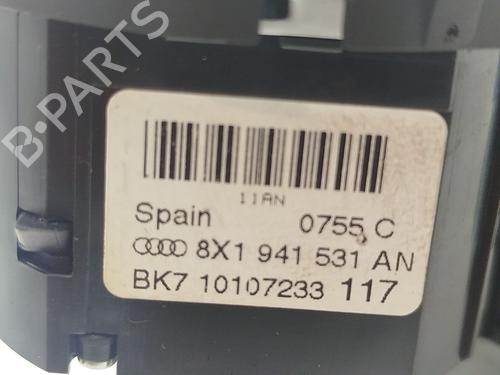 B-PARTS
11AN
Spain 0755 C
8X1 941 531 AN
BK7 10107233 117